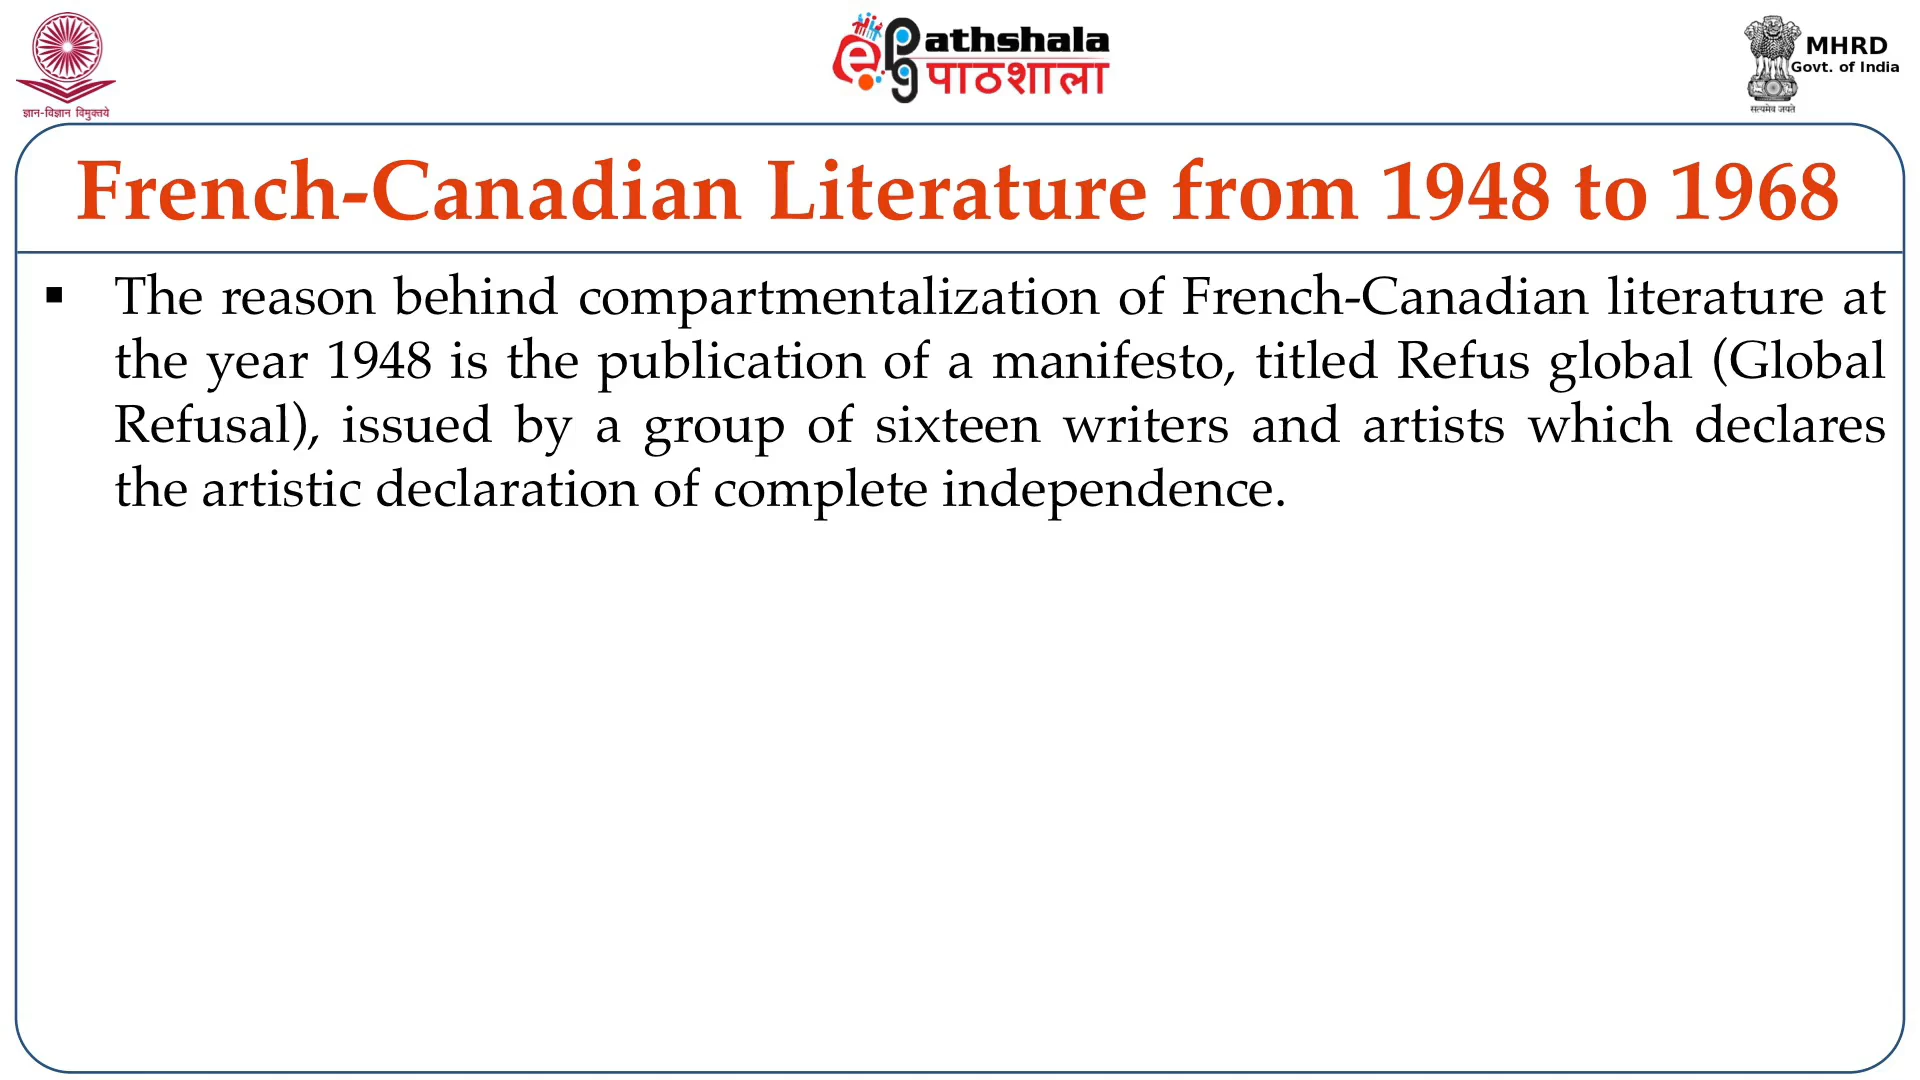 ज्ञान-विज्ञान विमुक्तये
e
pg
athshala
पाठशाला
MHRD
Govt. of India
सत्यमेव जयते
French-Canadian Literature from 1948 to 1968
▪ The reason behind compartmentalization of French-Canadian literature at
the year 1948 is the publication of a manifesto, titled Refus global (Global
Refusal), issued by a group of sixteen writers and artists which declares
the artistic declaration of complete independence.